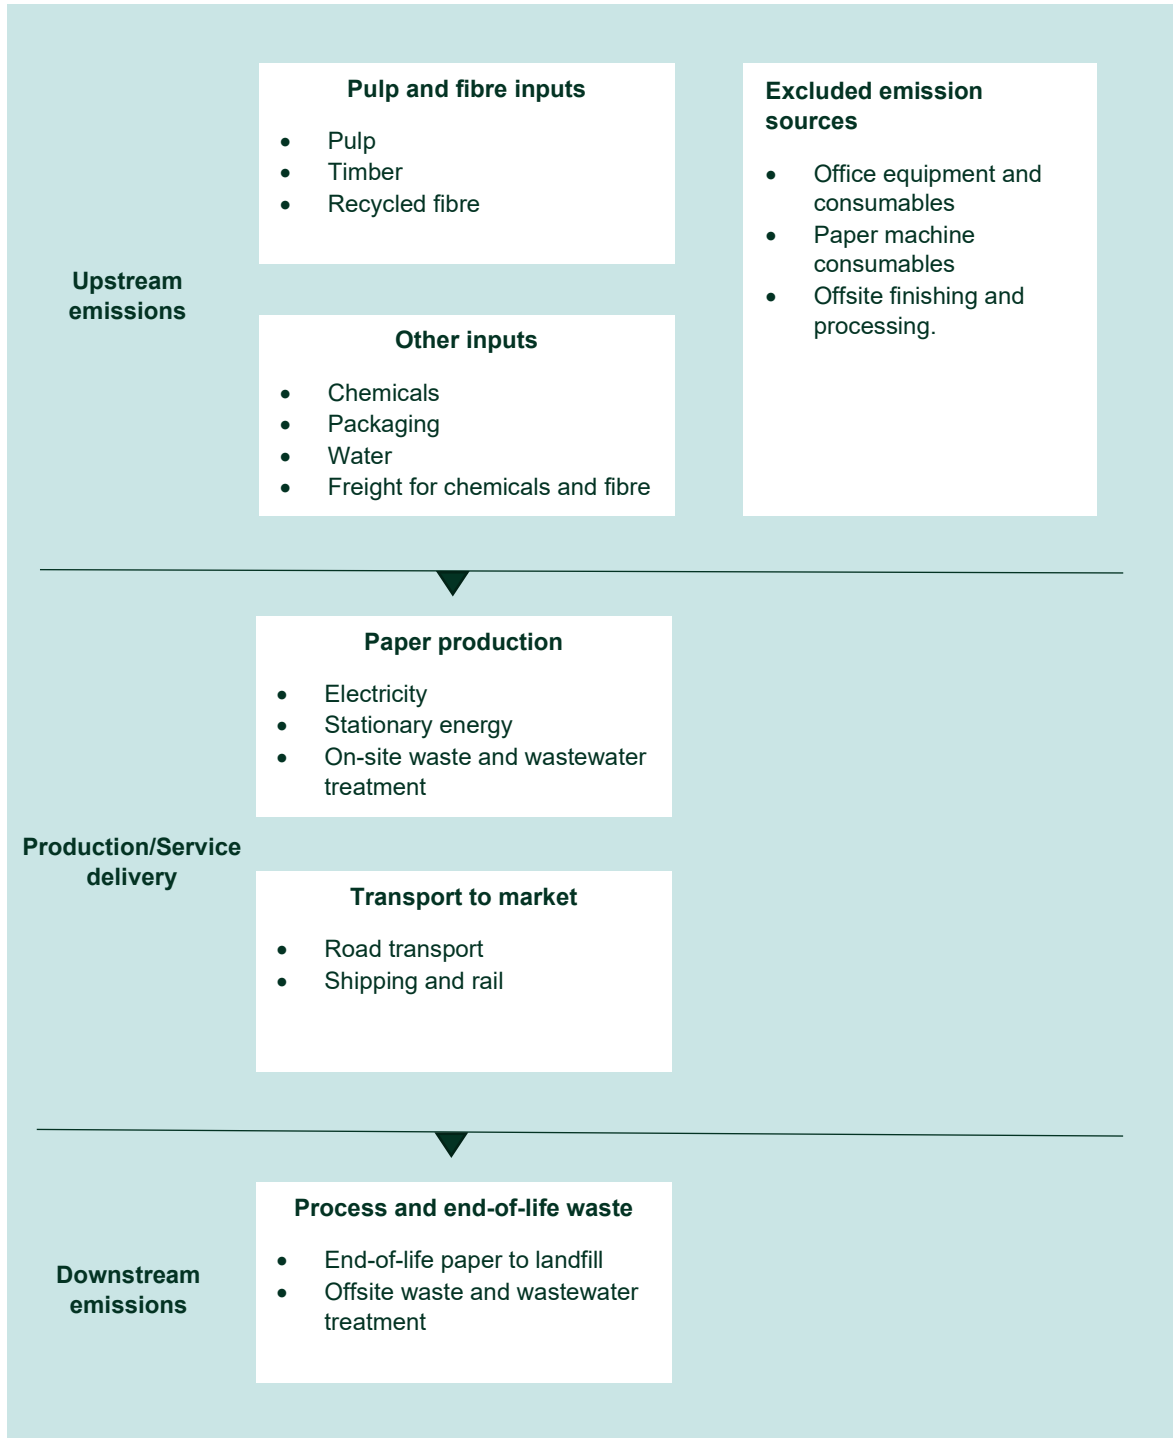 Upstream
emissions
Pulp and fibre inputs
• Pulp
• Timber
• Recycled fibre
Other inputs
• Chemicals
• Packaging
• Water
• Freight for chemicals and fibre
Excluded emission
sources
• Office equipment and
consumables
• Paper machine
consumables
• Offsite finishing and
processing.
Production/Service
delivery
Paper production
• Electricity
• Stationary energy
• On-site waste and wastewater
treatment
Transport to market
• Road transport
• Shipping and rail
Downstream
emissions
Process and end-of-life waste
• End-of-life paper to landfill
• Offsite waste and wastewater
treatment